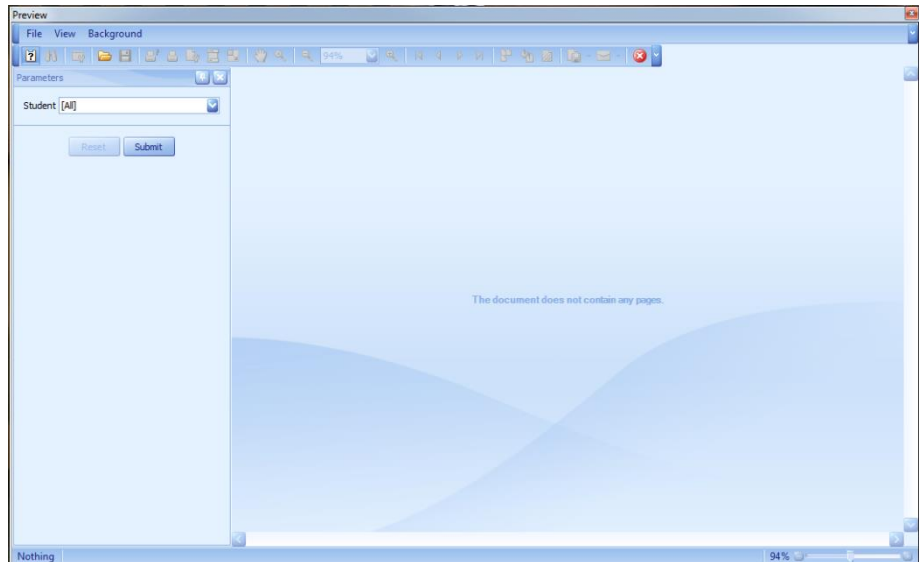 Preview
File View Background
94%
Parameters
Student [All]
Reset Submit
The document does not contain any pages.
Nothing 94%